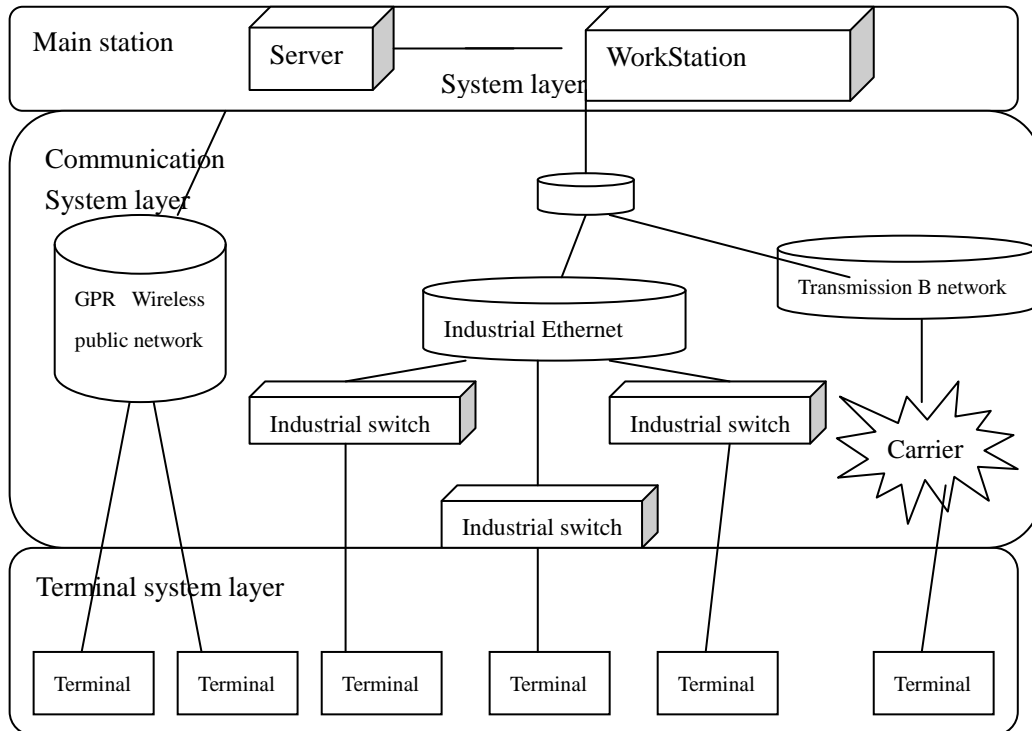 Main station
Server
WorkStation
System layer
Communication
System layer
GPR Wireless
public network
Transmission B network
Industrial Ethernet
Industrial switch
Industrial switch
Carrier
Industrial switch
Terminal system layer
Terminal
Terminal
Terminal
Terminal
Terminal
Terminal